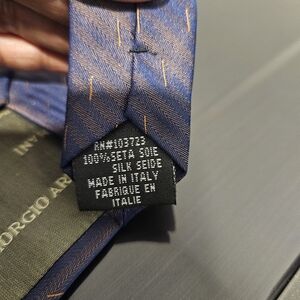 RN#103723
100% SETA SOIE
SILK SEIDE
MADE IN ITALY
FABRIQUE EN
ITALIE
ORGIO AR